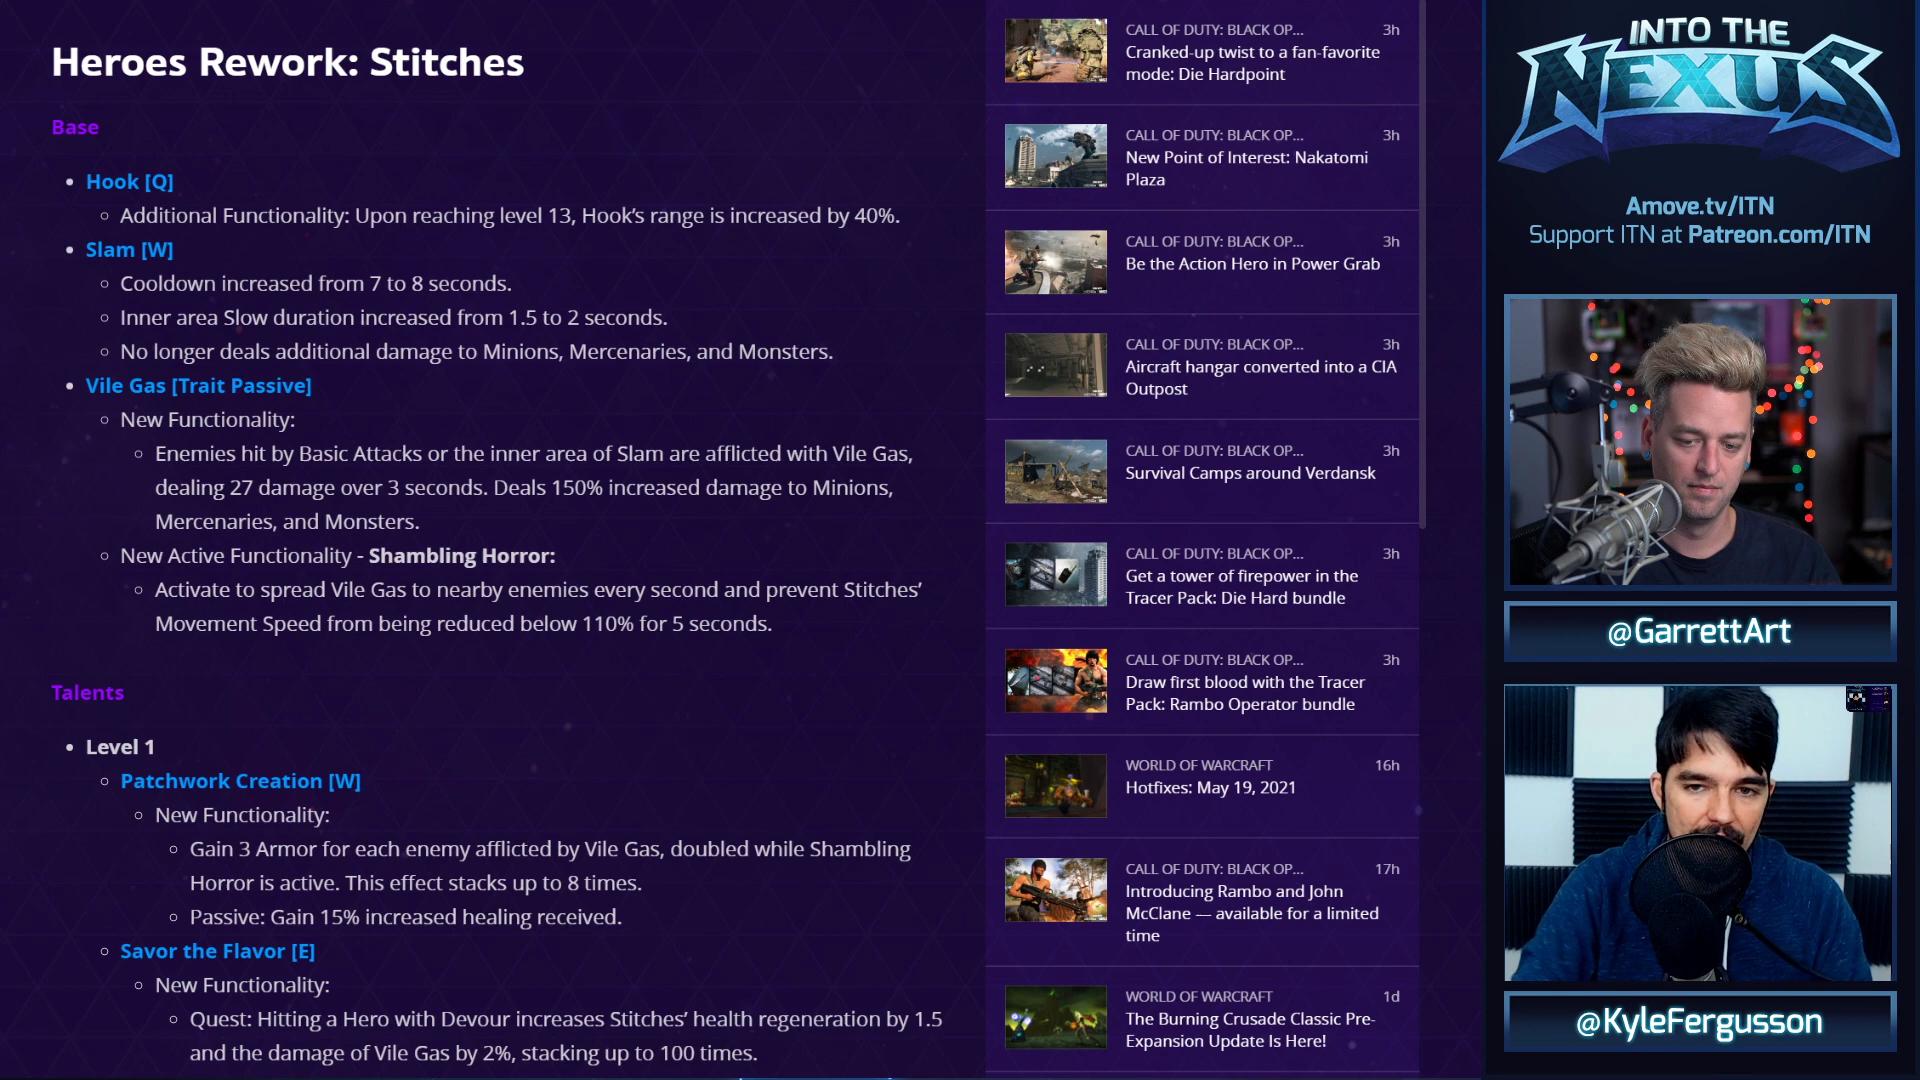 Heroes Rework: Stitches
Base
Hook [Q]
Additional Functionality: Upon reaching level 13, Hook's range is increased by 40%.
Slam [W]
Cooldown increased from 7 to 8 seconds.
Inner area Slow duration increased from 1.5 to 2 seconds.
No longer deals additional damage to Minions, Mercenaries, and Monsters.
Vile Gas [Trait Passive]
New Functionality:
Enemies hit by Basic Attacks or the inner area of Slam are afflicted with Vile Gas,
dealing 27 damage over 3 seconds. Deals 150% increased damage to Minions,
Mercenaries, and Monsters.
New Active Functionality - Shambling Horror:
Activate to spread Vile Gas to nearby enemies every second and prevent Stitches’
Movement Speed from being reduced below 110% for 5 seconds.
Talents
Level 1
Patchwork Creation [W]
New Functionality:
Gain 3 Armor for each enemy afflicted by Vile Gas, doubled while Shambling
Horror is active. This effect stacks up to 8 times.
Passive: Gain 15% increased healing received.
Savor the Flavor [E]
New Functionality:
Quest: Hitting a Hero with Devour increases Stitches’ health regeneration by 1.5
and the damage of Vile Gas by 2%, stacking up to 100 times.
CALL OF DUTY: BLACK OP... 3h
Cranked-up twist to a fan-favorite
mode: Die Hardpoint
CALL OF DUTY: BLACK OP... 3h
New Point of Interest: Nakatomi
Plaza
CALL OF DUTY: BLACK OP... 3h
Be the Action Hero in Power Grab
CALL OF DUTY: BLACK OP... 3h
Aircraft hangar converted into a CIA
Outpost
CALL OF DUTY: BLACK OP... 3h
Survival Camps around Verdansk
CALL OF DUTY: BLACK OP... 3h
Get a tower of firepower in the
Tracer Pack: Die Hard bundle
CALL OF DUTY: BLACK OP... 3h
Draw first blood with the Tracer
Pack: Rambo Operator bundle
WORLD OF WARCRAFT 16h
Hotfixes: May 19, 2021
CALL OF DUTY: BLACK OP... 17h
Introducing Rambo and John
McClane — available for a limited
time
WORLD OF WARCRAFT 1d
The Burning Crusade Classic Pre-
Expansion Update Is Here!
INTO THE
NEXUS
Amove.tv/ITN
Support ITN at Patreon.com/ITN
@GarrettArt
@KyleFergusson